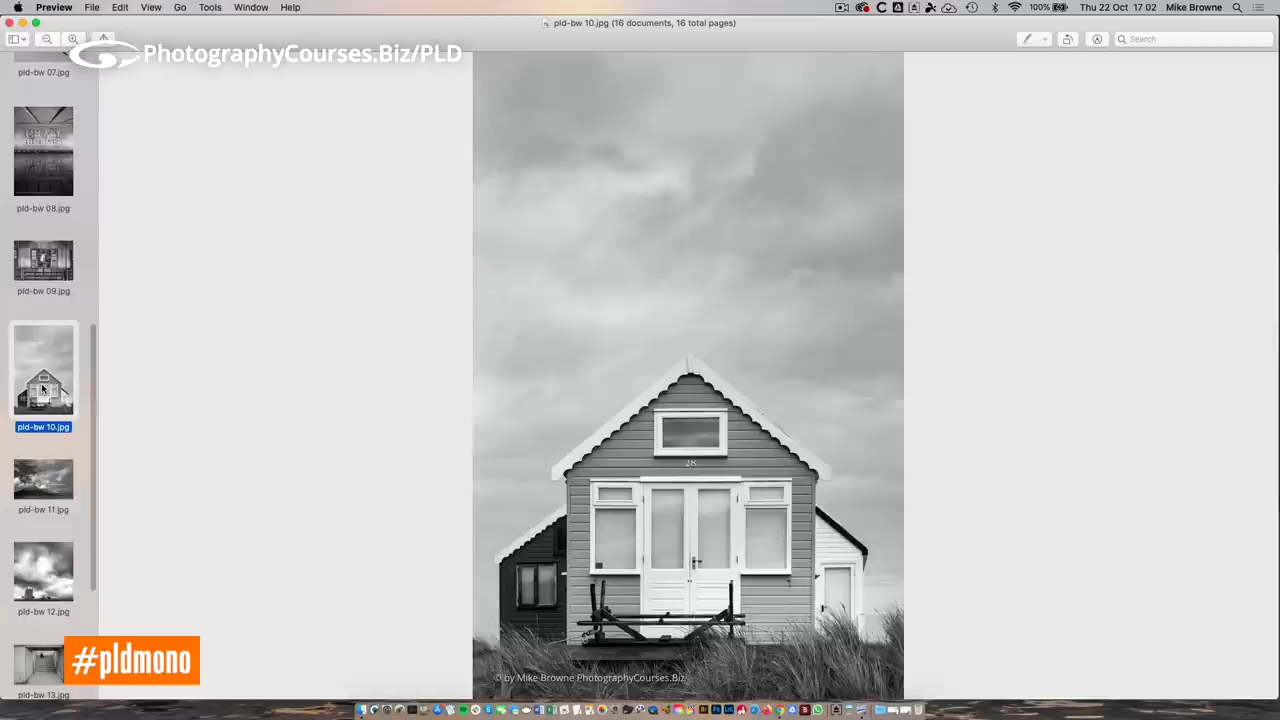 Preview File Edit View Go Tools Window Help
100% Thu 22 Oct 17 02 Mike Browne
pld-bw 10.jpg (16 documents, 16 total pages)
Search
PhotographyCourses.Biz/PLD
pld-bw 07.jpg
pld-bw 08.jpg
pld-bw 09.jpg
pld-bw 10.jpg
pld-bw 11.jpg
pld-bw 12.jpg
pld-bw 13.jpg
28
#pldmono
© by Mike Browne PhotographyCourses.Biz